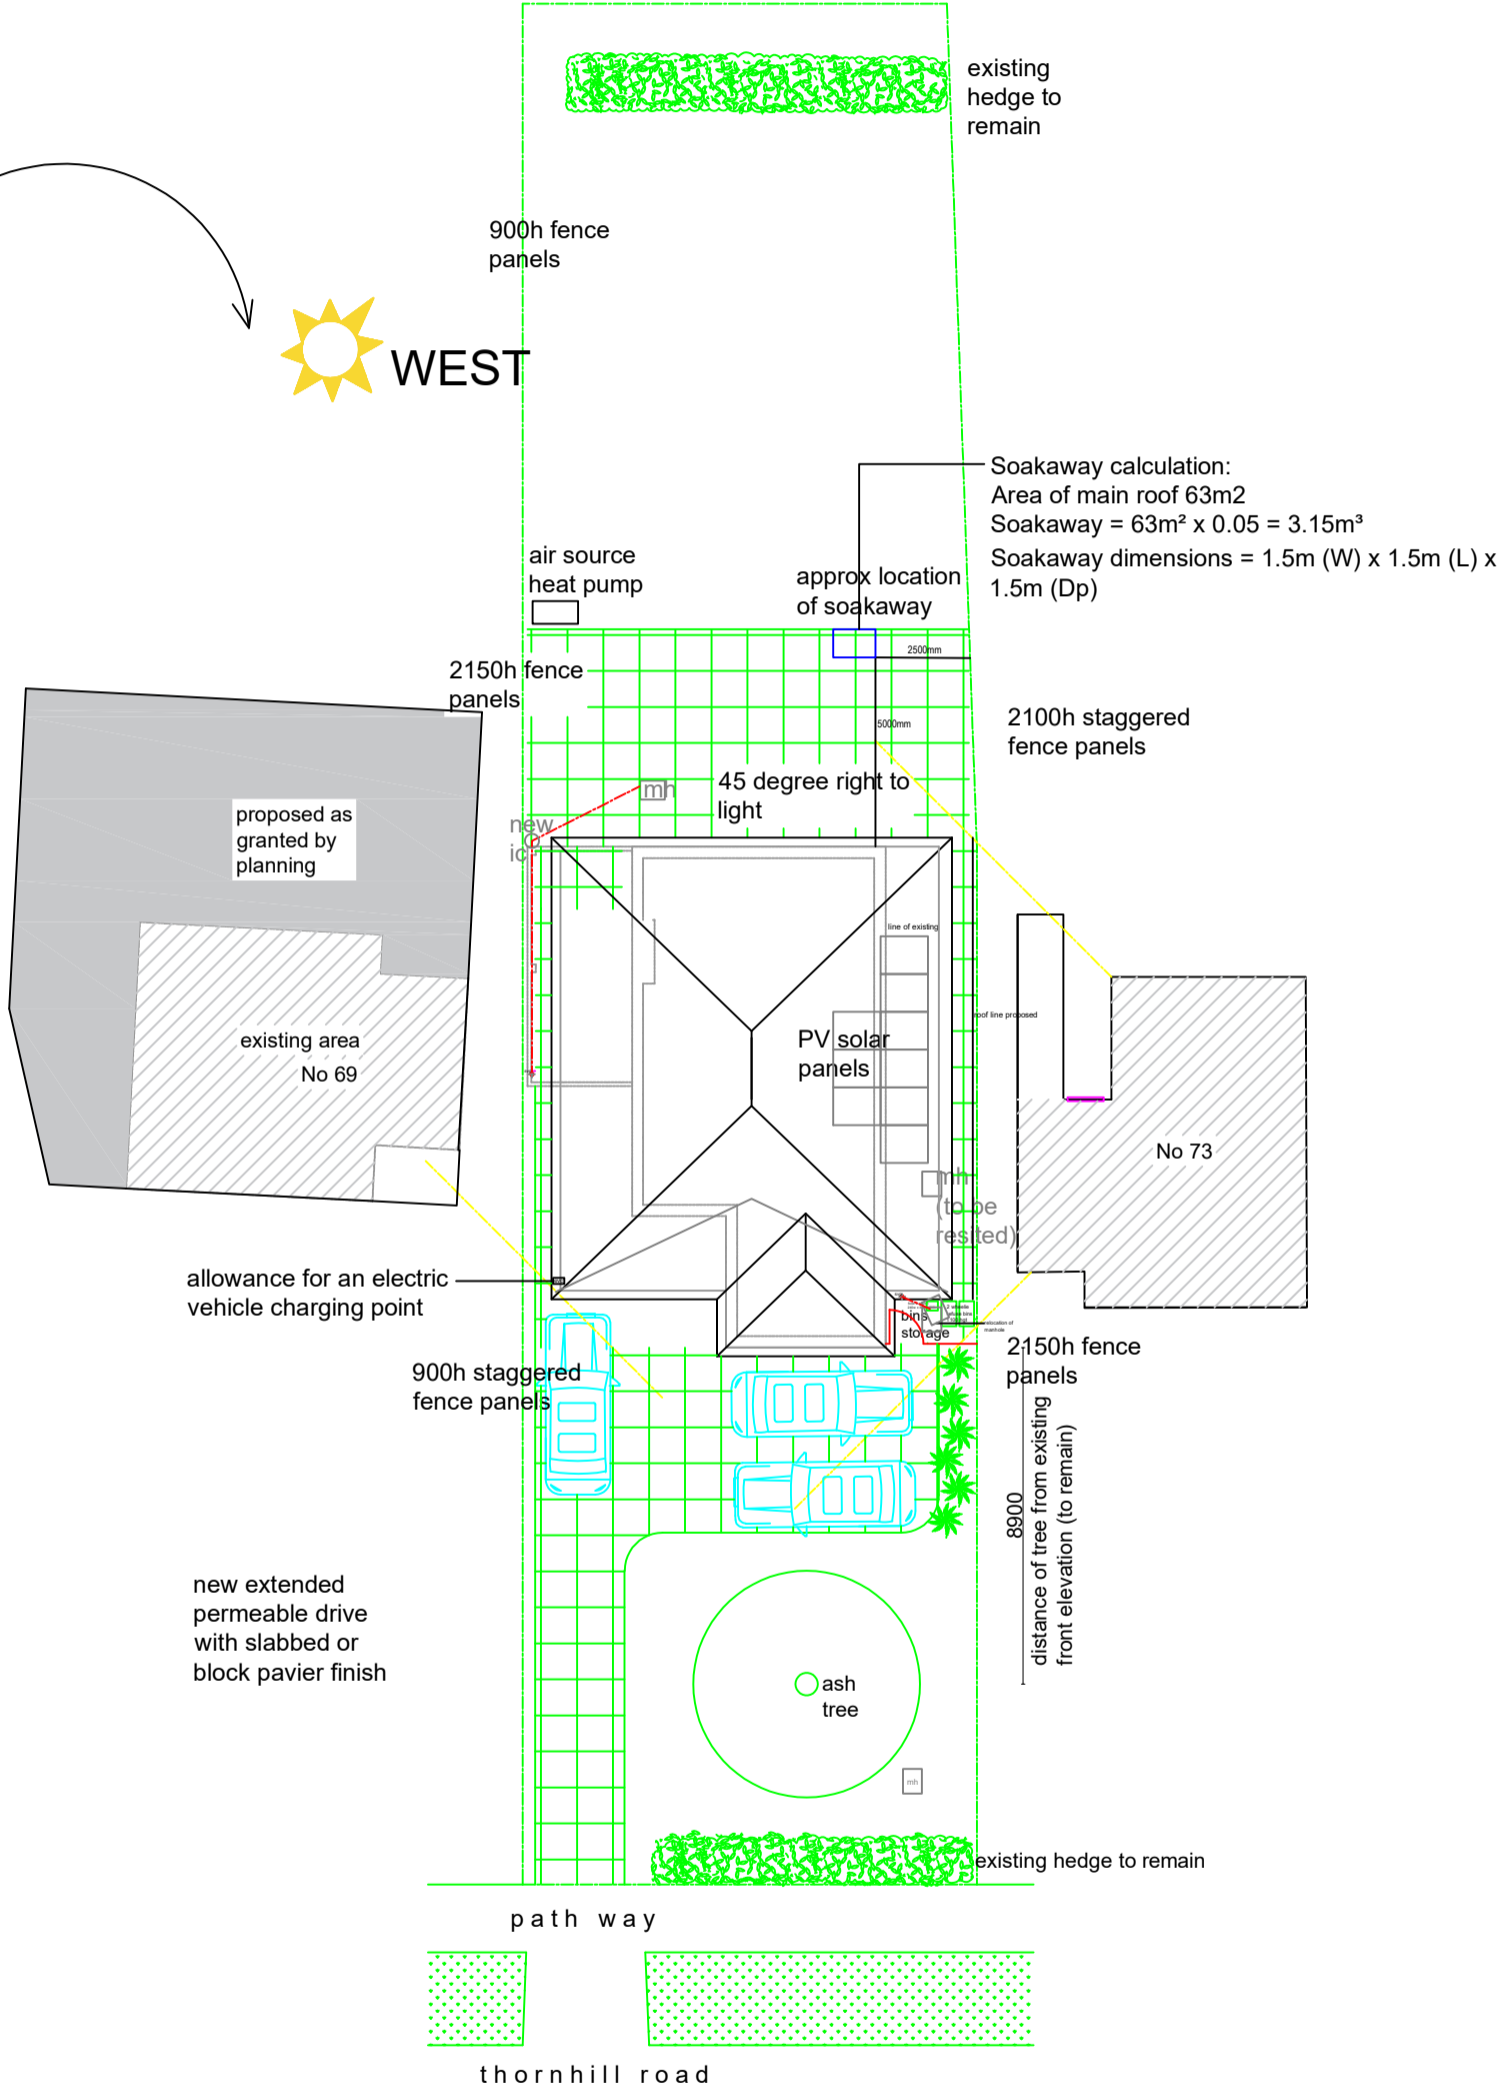 existing
hedge to
remain
900h fence
panels
WEST
Soakaway calculation:
Area of main roof 63m2
Soakaway = 63m² x 0.05 = 3.15m³
Soakaway dimensions = 1.5m (W) x 1.5m (L) x
1.5m (Dp)
air source
heat pump
approx location
of soakaway
2500mm
2150h fence
panels
5000mm
2100h staggered
fence panels
45 degree right to
light
mh
new
ic
proposed as
granted by
planning
line of existing
roof line proposed
existing area
No 69
PV solar
panels
No 73
mh
(to be
resited)
allowance for an electric
vehicle charging point
bins
storage
2 wheelie
relocation of
manhole
2150h fence
panels
900h staggered
fence panels
8900
distance of tree from existing
front elevation (to remain)
new extended
permeable drive
with slabbed or
block pavier finish
ash
tree
mh
existing hedge to remain
path way
thornhill road